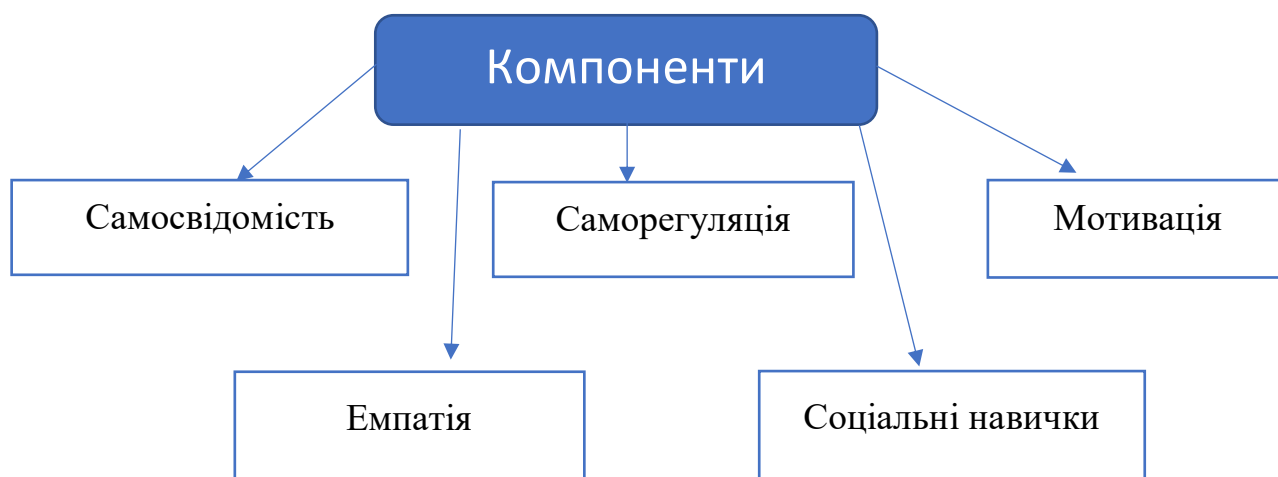 Компоненти
Самосвідомість
Саморегуляція
Мотивація
Емпатія
Соціальні навички